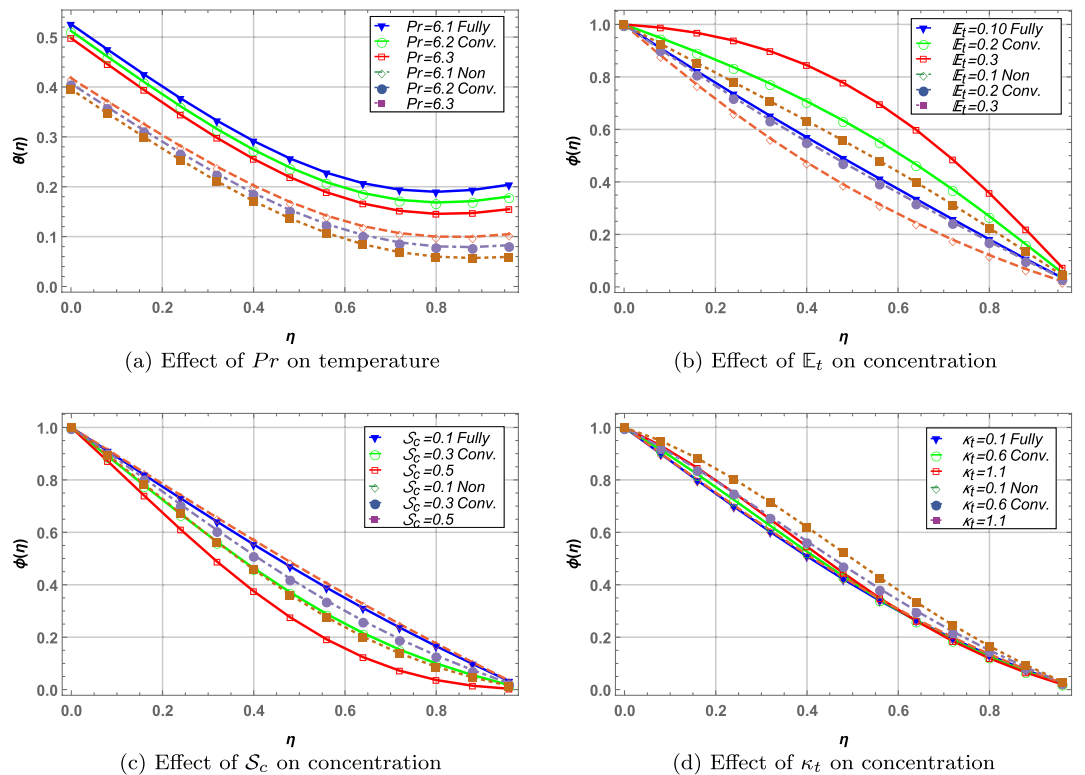 Pr=6.1 Fully
Pr=6.2 Conv.
Pr=6.3
Pr=6.1 Non
Pr=6.2 Conv.
Pr=6.3
0.5
0.4
0.3
0.2
0.1
0.0
θ(η)
0.0 0.2 0.4 0.6 0.8
η
(a) Effect of Pr on temperature
𝔼t=0.10 Fully
𝔼t=0.2 Conv.
𝔼t=0.3
𝔼t=0.1 Non
𝔼t=0.2 Conv.
𝔼t=0.3
1.0
0.8
0.6
0.4
0.2
0.0
ϕ(η)
0.0 0.2 0.4 0.6 0.8
η
(b) Effect of 𝔼t on concentration
𝒮c=0.1 Fully
𝒮c=0.3 Conv.
𝒮c=0.5
𝒮c=0.1 Non
𝒮c=0.3 Conv.
𝒮c=0.5
1.0
0.8
0.6
0.4
0.2
0.0
ϕ(η)
0.0 0.2 0.4 0.6 0.8
η
(c) Effect of 𝒮c on concentration
κt=0.1 Fully
κt=0.6 Conv.
κt=1.1
κt=0.1 Non
κt=0.6 Conv.
κt=1.1
1.0
0.8
0.6
0.4
0.2
0.0
ϕ(η)
0.0 0.2 0.4 0.6 0.8
η
(d) Effect of κt on concentration